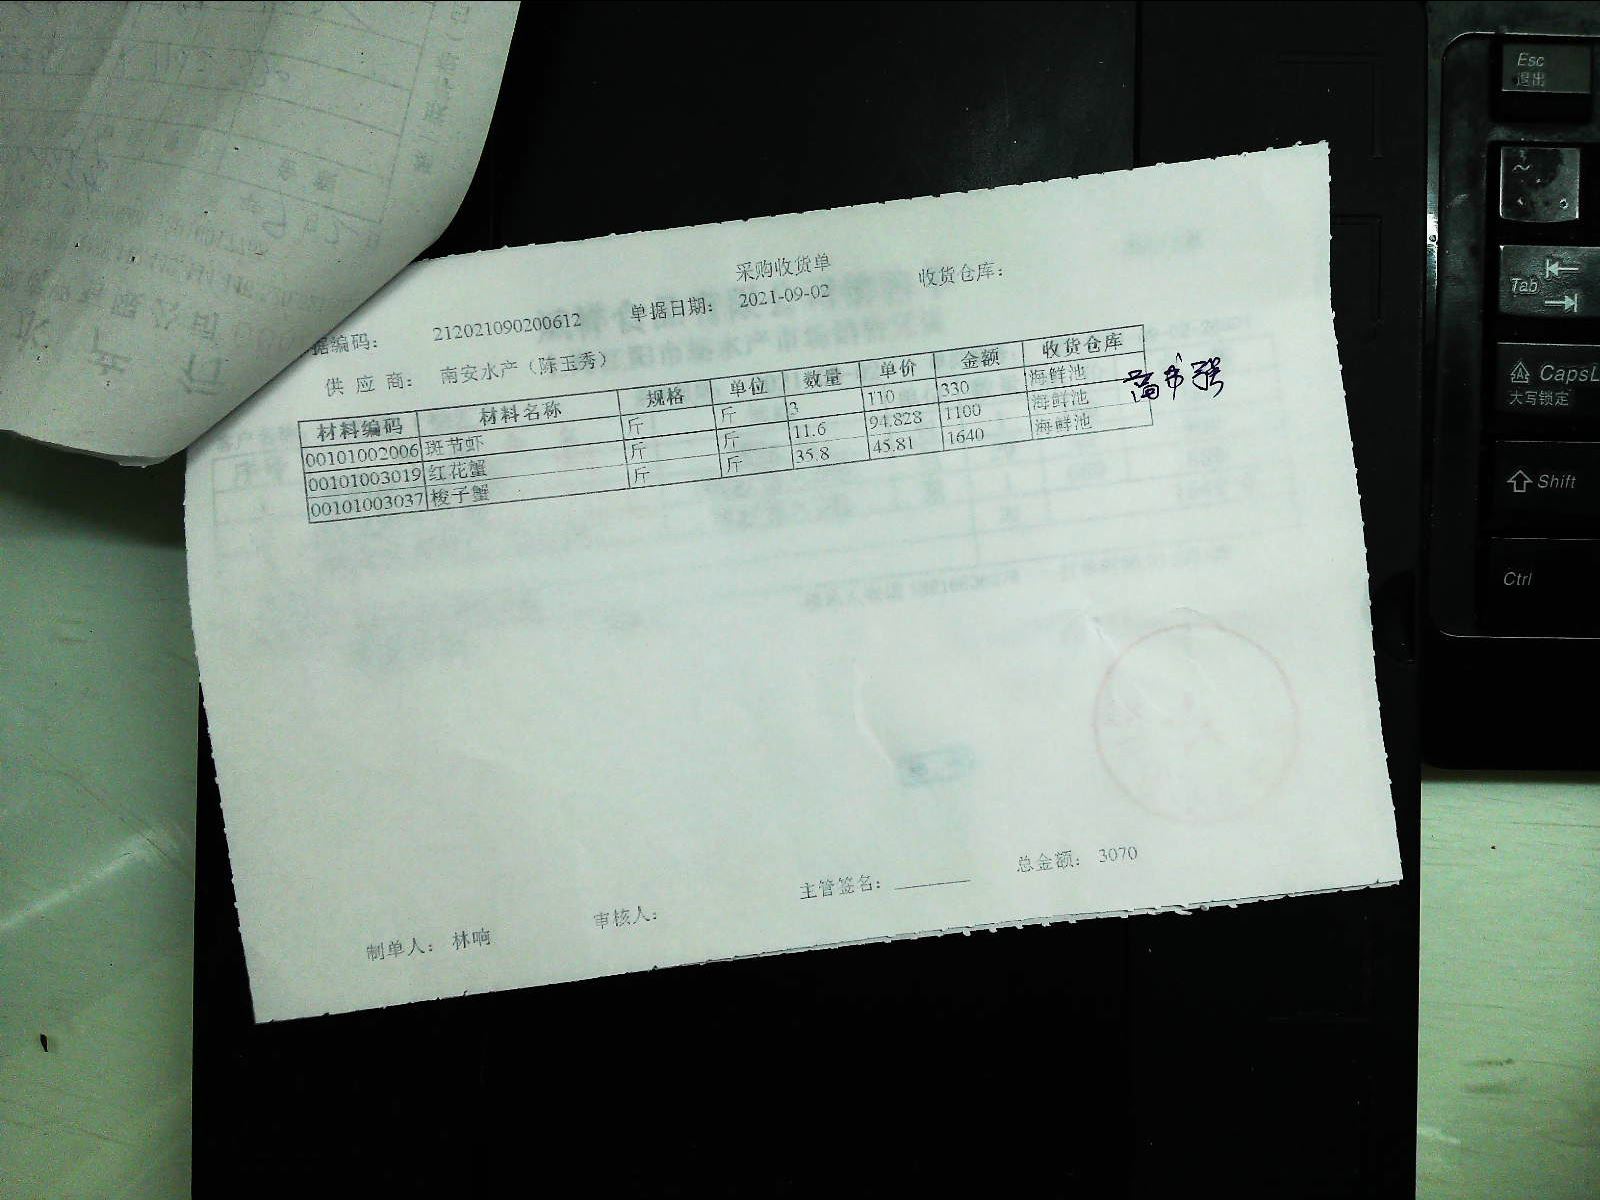 采购收货单
据编码： 212021090200612 单据日期： 2021-09-02 收货仓库：
供 应 商： 南安水产（陈玉秀）
材料编码 材料名称 规格 单位 数量 单价 金额 收货仓库
00101002006 斑节虾 斤 斤 3 110 330 海鲜池
00101003019 红花蟹 斤 斤 11.6 94.828 1100 海鲜池
00101003037 梭子蟹 斤 斤 35.8 45.81 1640 海鲜池
制单人： 林响 审核人： 主管签名： 总金额： 3070
Esc
退出
~
Tab
CapsL
大写锁定
Shift
Ctrl